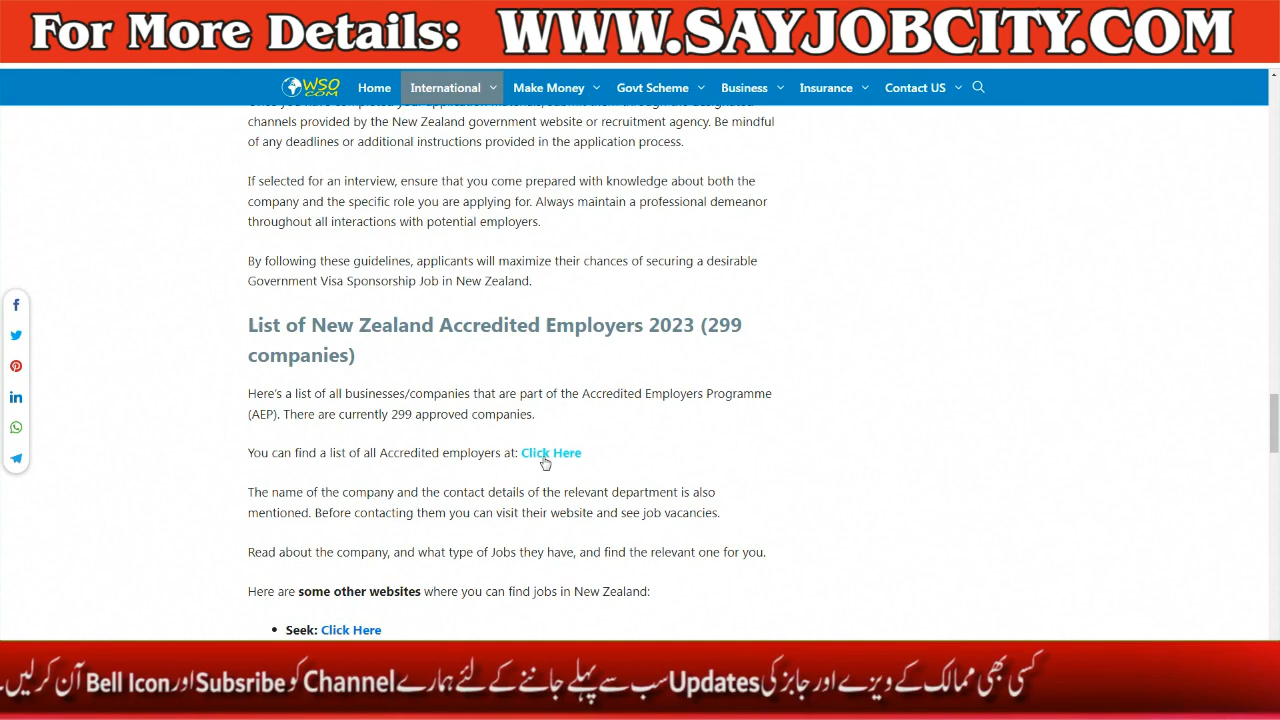 For More Details: WWW.SAYJOBCITY.COM
WSO
.COM
Home International Make Money Govt Scheme Business Insurance Contact US
channels provided by the New Zealand government website or recruitment agency. Be mindful
of any deadlines or additional instructions provided in the application process.
If selected for an interview, ensure that you come prepared with knowledge about both the
company and the specific role you are applying for. Always maintain a professional demeanor
throughout all interactions with potential employers.
By following these guidelines, applicants will maximize their chances of securing a desirable
Government Visa Sponsorship Job in New Zealand.
List of New Zealand Accredited Employers 2023 (299
companies)
Here's a list of all businesses/companies that are part of the Accredited Employers Programme
(AEP). There are currently 299 approved companies.
You can find a list of all Accredited employers at: Click Here
The name of the company and the contact details of the relevant department is also
mentioned. Before contacting them you can visit their website and see job vacancies.
Read about the company, and what type of Jobs they have, and find the relevant one for you.
Here are some other websites where you can find jobs in New Zealand:
• Seek: Click Here
کسی بھی ممالک کے ویزے اور جابز کی Updates سب سے پہلے جاننے کے لئے ہمارے Channel کو Subsribe اور Bell Icon آن کرلیں۔